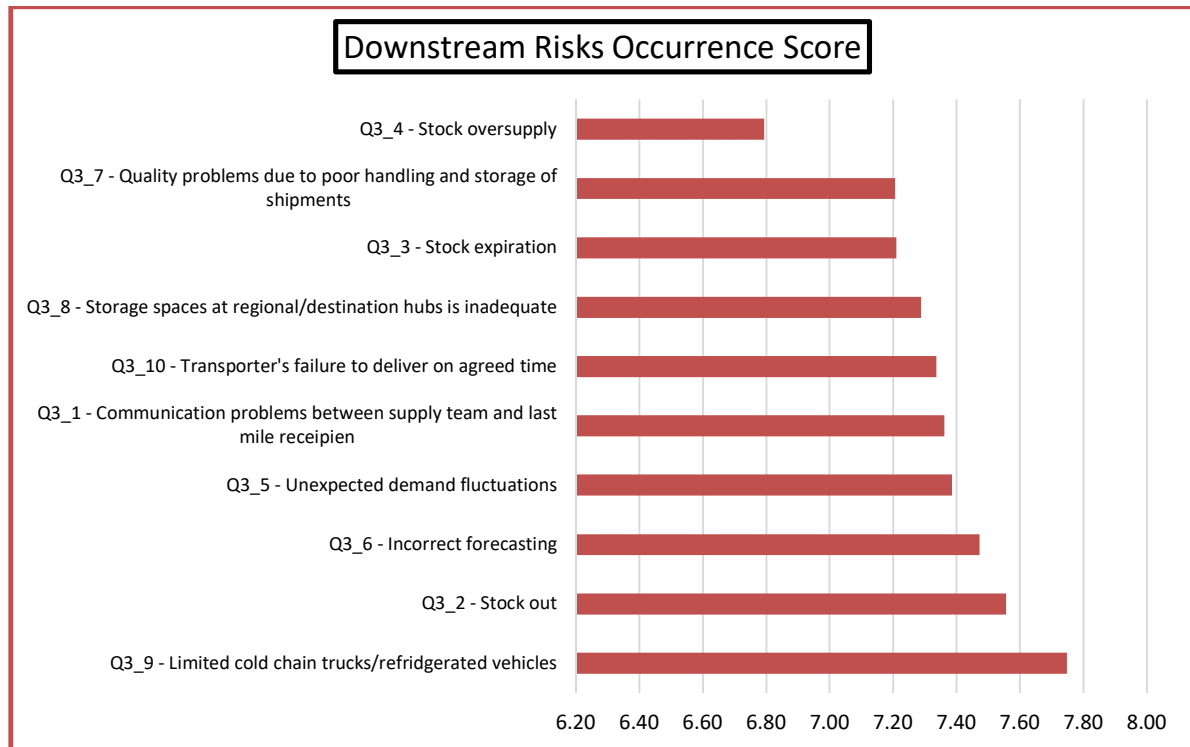 Downstream Risks Occurrence Score
Q3_4 - Stock oversupply
Q3_7 - Quality problems due to poor handling and storage of
shipments
Q3_3 - Stock expiration
Q3_8 - Storage spaces at regional/destination hubs is inadequate
Q3_10 - Transporter's failure to deliver on agreed time
Q3_1 - Communication problems between supply team and last
mile receipien
Q3_5 - Unexpected demand fluctuations
Q3_6 - Incorrect forecasting
Q3_2 - Stock out
Q3_9 - Limited cold chain trucks/refridgerated vehicles
6.20 6.40 6.60 6.80 7.00 7.20 7.40 7.60 7.80 8.00